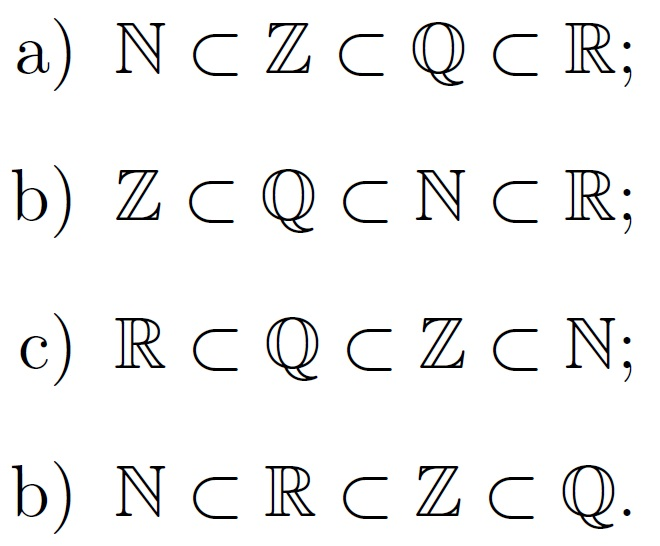 a) ℕ ⊂ ℤ ⊂ ℚ ⊂ ℝ;
b) ℤ ⊂ ℚ ⊂ ℕ ⊂ ℝ;
c) ℝ ⊂ ℚ ⊂ ℤ ⊂ ℕ;
b) ℕ ⊂ ℝ ⊂ ℤ ⊂ ℚ.